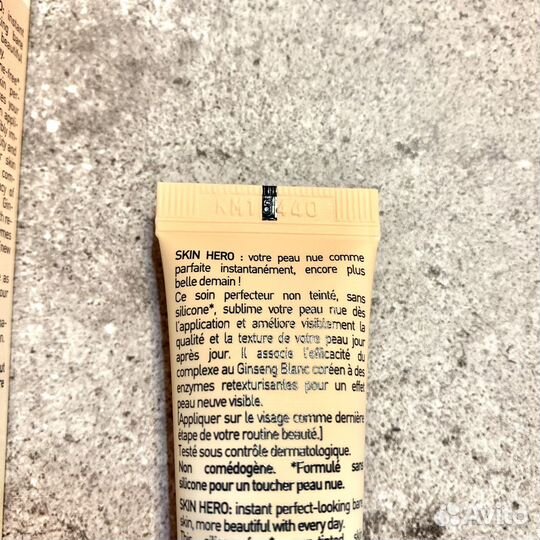 KM1 440
SKIN HERO : votre peau nue comme
parfaite instantanément, encore plus
belle demain !
Ce soin perfecteur non teinté, sans
silicone*, sublime votre peau nue dès
l'application et améliore visiblement la
qualité et la texture de votre peau jour
après jour. Il associe l'efficacité du
complexe au Ginseng Blanc coréen à des
enzymes retexturisantes pour un effet
peau neuve visible.
[Appliquer sur le visage comme dernière
étape de votre routine beauté.]
Testé sous contrôle dermatologique.
Non comédogène. *Formulé sans
silicone pour un toucher peau nue.
SKIN HERO: instant perfect-looking bare
skin, more beautiful with every day.
Avito